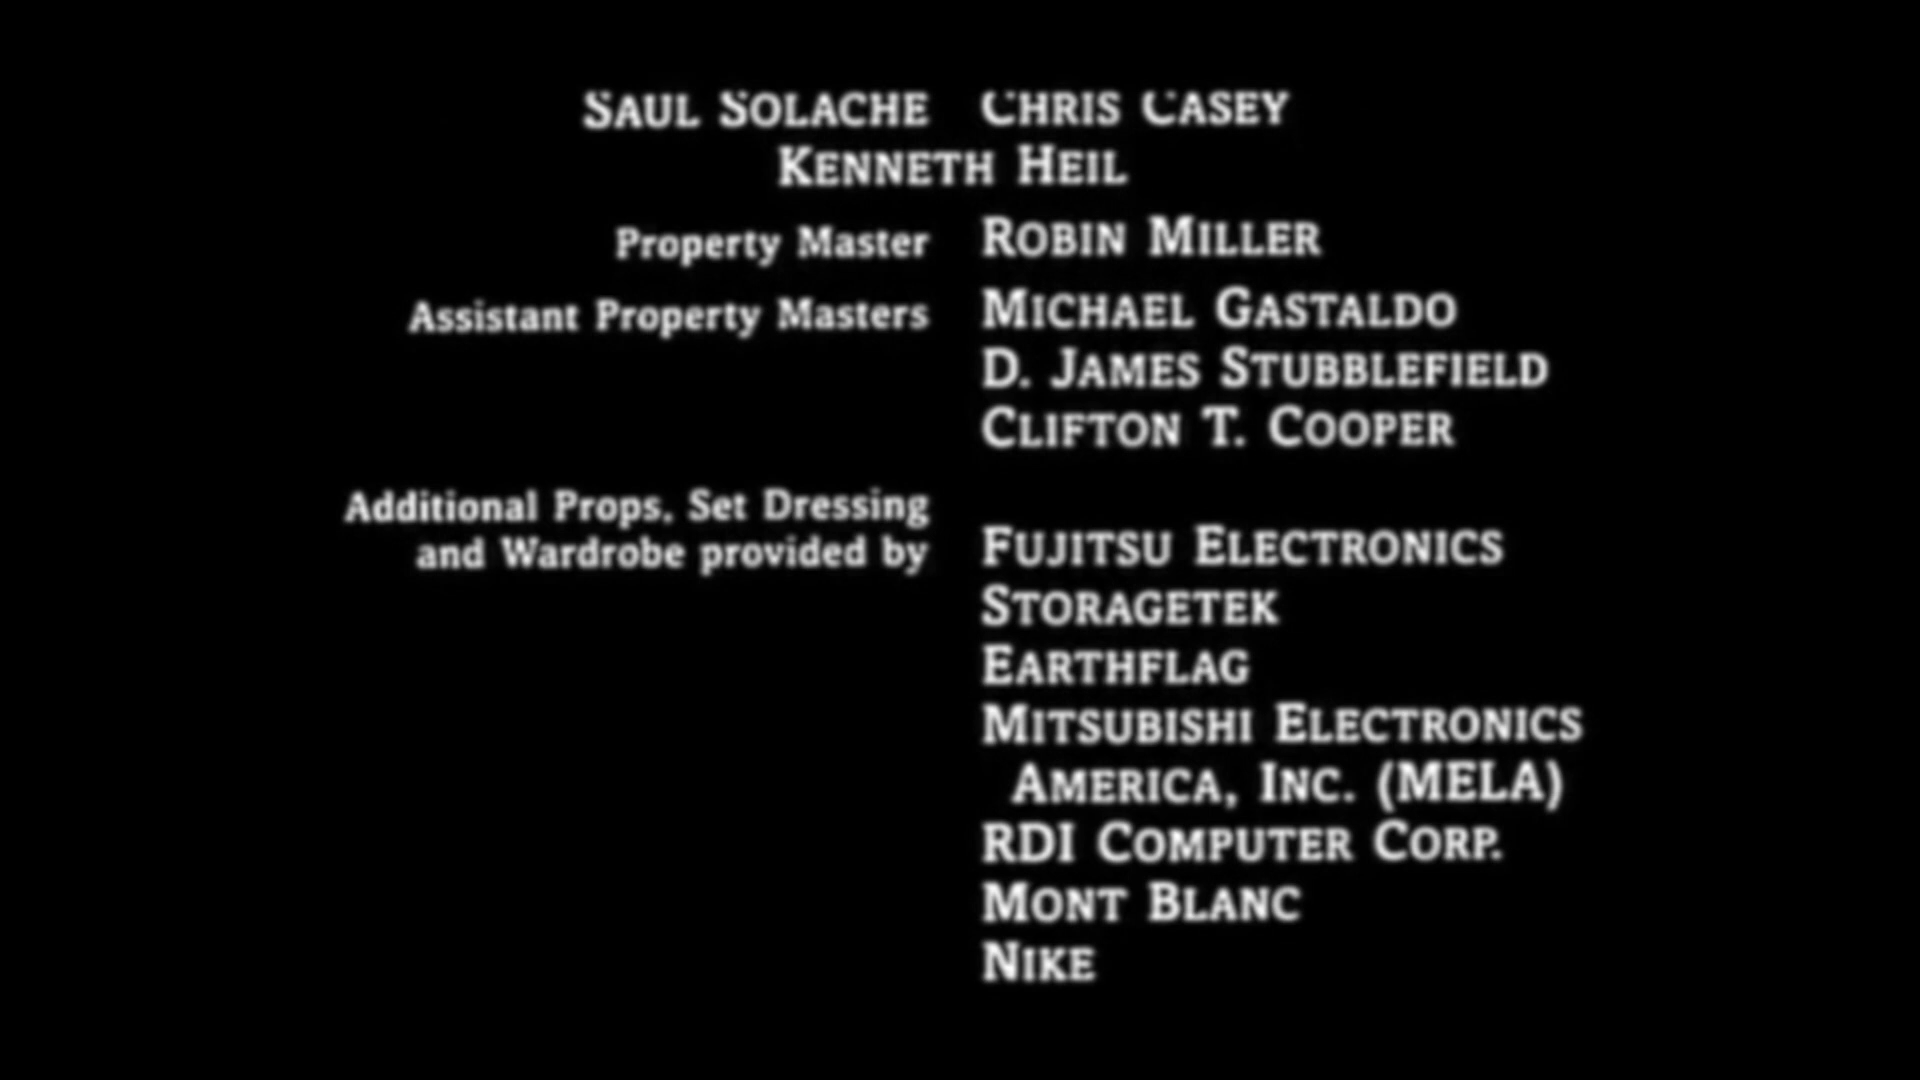 SAUL SOLACHE CHRIS CASEY
KENNETH HEIL
Property Master ROBIN MILLER
Assistant Property Masters MICHAEL GASTALDO
D. JAMES STUBBLEFIELD
CLIFTON T. COOPER
Additional Props, Set Dressing
and Wardrobe provided by FUJITSU ELECTRONICS
STORAGETEK
EARTHFLAG
MITSUBISHI ELECTRONICS
AMERICA, INC. (MELA)
RDI COMPUTER CORP.
MONT BLANC
NIKE